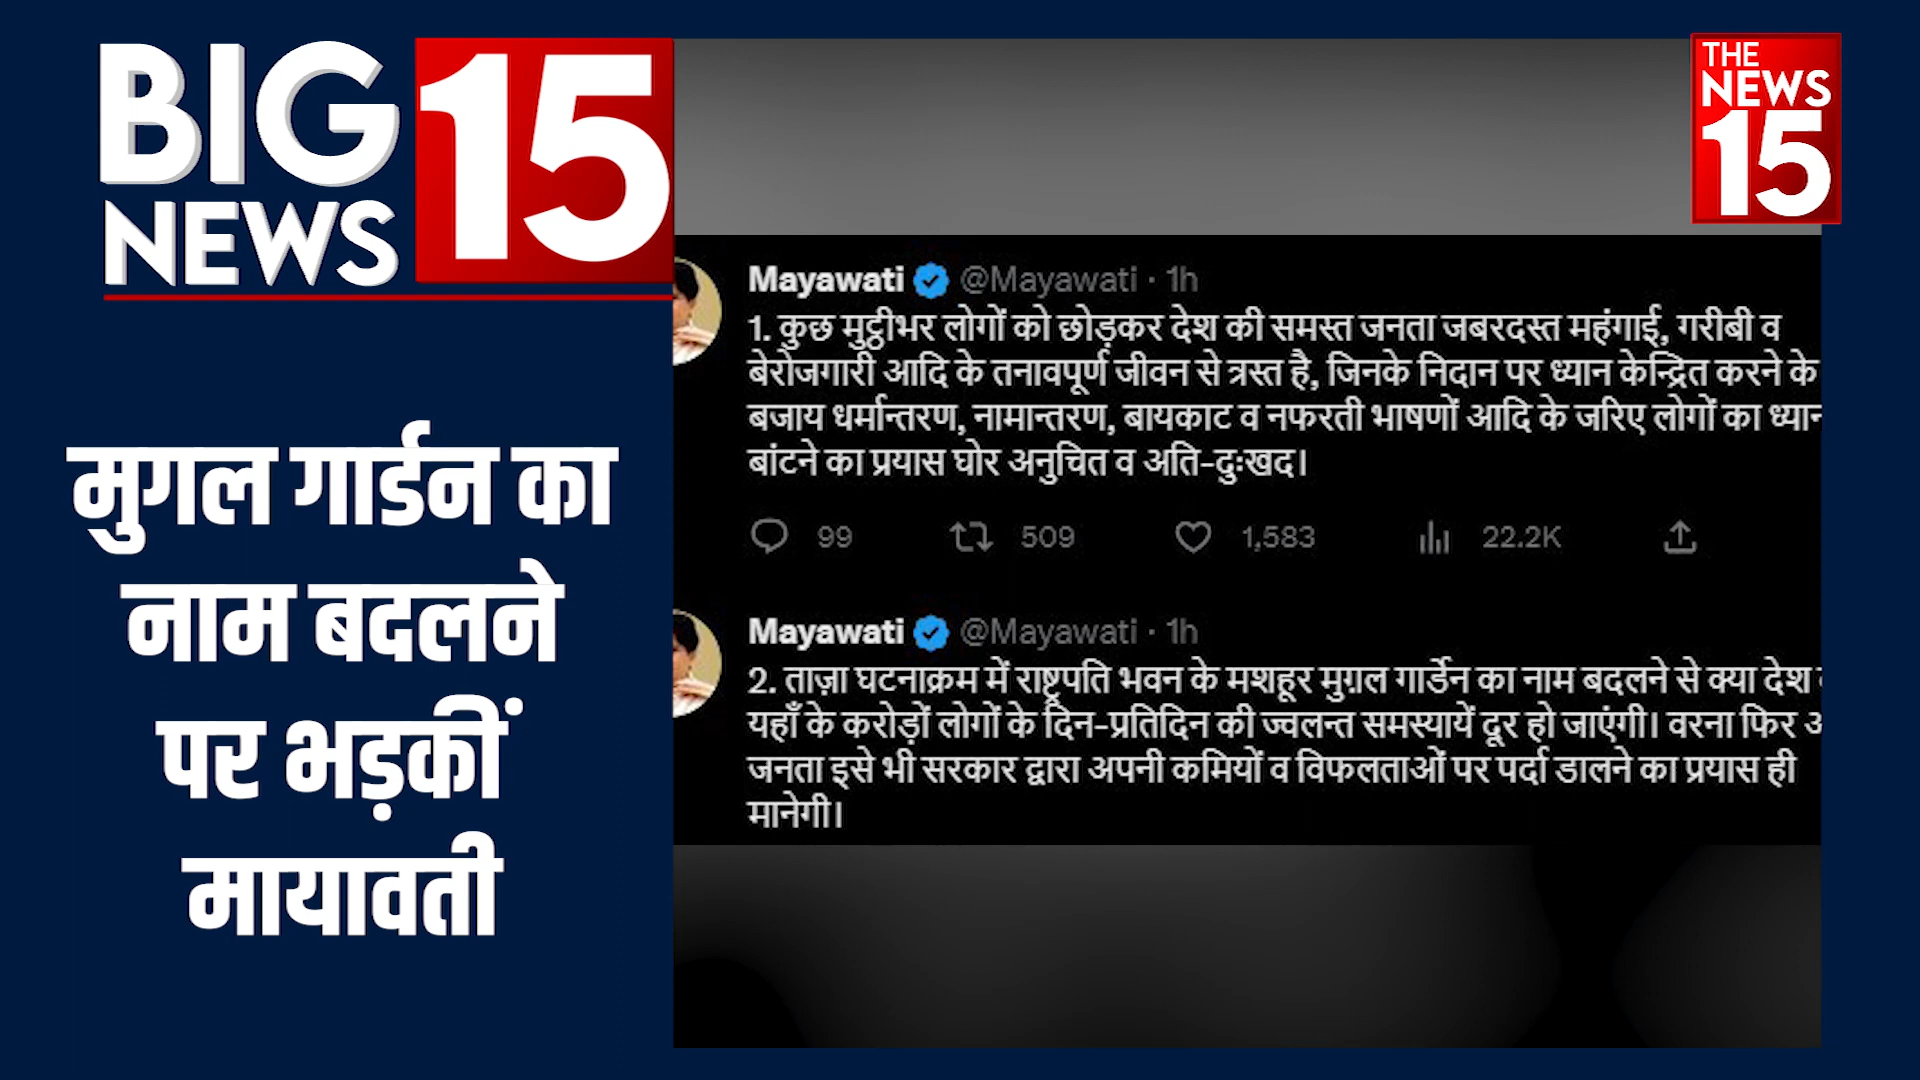 BIG
NEWS
15
THE
NEWS
15
मुगल गार्डन का
नाम बदलने
पर भड़कीं
मायावती
Mayawati @Mayawati · 1h
1. कुछ मुट्ठीभर लोगों को छोड़कर देश की समस्त जनता जबरदस्त महंगाई, गरीबी व
बेरोजगारी आदि के तनावपूर्ण जीवन से त्रस्त है, जिनके निदान पर ध्यान केन्द्रित करने के
बजाय धर्मान्तरण, नामान्तरण, बायकाट व नफरती भाषणों आदि के जरिए लोगों का ध्यान
बांटने का प्रयास घोर अनुचित व अति-दुःखद।
99 509 1,583 22.2K
Mayawati @Mayawati · 1h
2. ताज़ा घटनाक्रम में राष्ट्रपति भवन के मशहूर मुग़ल गार्डेन का नाम बदलने से क्या देश
यहाँ के करोड़ों लोगों के दिन-प्रतिदिन की ज्वलन्त समस्यायें दूर हो जाएंगी। वरना फिर
जनता इसे भी सरकार द्वारा अपनी कमियों व विफलताओं पर पर्दा डालने का प्रयास ही
मानेगी।